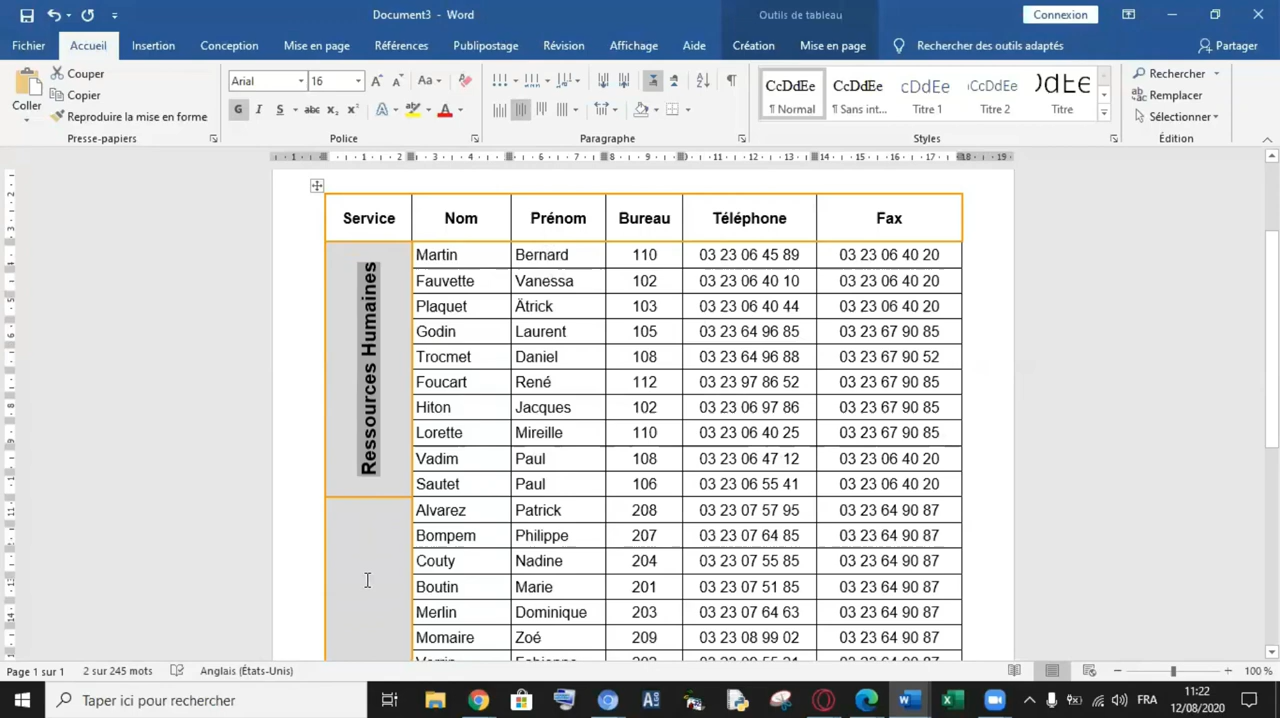 Document3 - Word
Outils de tableau
Connexion
Fichier Accueil Insertion Conception Mise en page Références Publipostage Révision Affichage Aide Création Mise en page Rechercher des outils adaptés Partager
Coller
Couper
Copier
Reproduire la mise en forme
Presse-papiers
Arial 16
G I S abc x₂ x²
Aa
Police
Paragraphe
CcDdEe CcDdEe CcDdEe CcDdEe
¶ Normal ¶ Sans int... Titre 1 Titre 2 Titre
Styles
Rechercher
Remplacer
Sélectionner
Édition
Service Nom Prénom Bureau Téléphone Fax
Ressources Humaines
Martin Bernard 110 03 23 06 45 89 03 23 06 40 20
Fauvette Vanessa 102 03 23 06 40 10 03 23 06 40 20
Plaquet Ätrick 103 03 23 06 40 44 03 23 06 40 20
Godin Laurent 105 03 23 64 96 85 03 23 67 90 85
Trocmet Daniel 108 03 23 64 96 88 03 23 67 90 52
Foucart René 112 03 23 97 86 52 03 23 67 90 85
Hiton Jacques 102 03 23 06 97 86 03 23 67 90 85
Lorette Mireille 110 03 23 06 40 25 03 23 67 90 85
Vadim Paul 108 03 23 06 47 12 03 23 06 40 20
Sautet Paul 106 03 23 06 55 41 03 23 06 40 20
Alvarez Patrick 208 03 23 07 57 95 03 23 64 90 87
Bompem Philippe 207 03 23 07 64 85 03 23 64 90 87
Couty Nadine 204 03 23 07 55 85 03 23 64 90 87
Boutin Marie 201 03 23 07 51 85 03 23 64 90 87
Merlin Dominique 203 03 23 07 64 63 03 23 64 90 87
Momaire Zoé 209 03 23 08 99 02 03 23 64 90 87
Page 1 sur 1 2 sur 245 mots Anglais (États-Unis) 100 %
Taper ici pour rechercher
FRA
11:22
12/08/2020